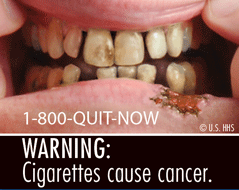 1-800-QUIT-NOW
© U.S. HHS
WARNING:
Cigarettes cause cancer.